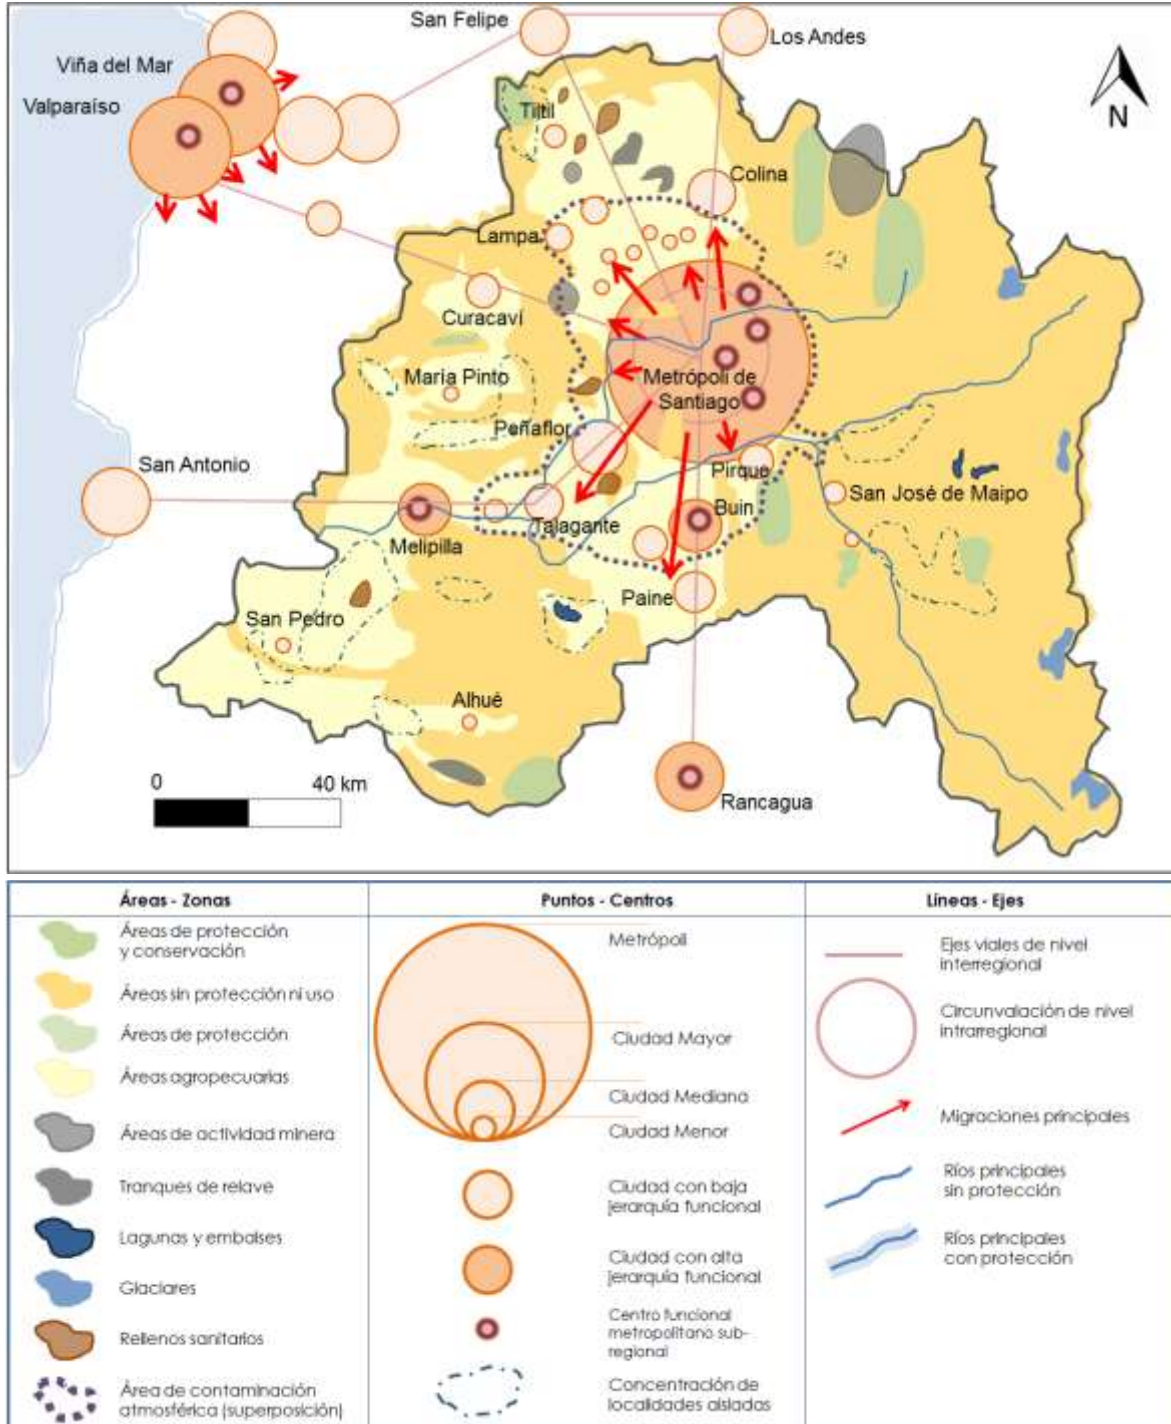 San Felipe
Los Andes
Viña del Mar
Valparaíso
N
Tiltil
Colina
Lampa
Curacaví
María Pinto
Metrópoli de
Santiago
Peñaflor
San Antonio
Pirque
San José de Maipo
Talagante
Buin
Melipilla
Paine
San Pedro
Alhué
0
40 km
Rancagua
Áreas - Zonas
Áreas de protección
y conservación
Áreas sin protección ni uso
Áreas de protección
Áreas agropecuarias
Áreas de actividad minera
Tranques de relave
Lagunas y embalses
Glaciares
Rellenos sanitarios
Área de contaminación
atmosférica (superposición)
Puntos - Centros
Metrópoli
Ciudad Mayor
Ciudad Mediana
Ciudad Menor
Ciudad con baja
jerarquía funcional
Ciudad con alta
jerarquía funcional
Centro funcional
metropolitano sub-
regional
Concentración de
localidades aisladas
Líneas - Ejes
Ejes viales de nivel
interregional
Circunvalación de nivel
intrarregional
Migraciones principales
Ríos principales
sin protección
Ríos principales
con protección